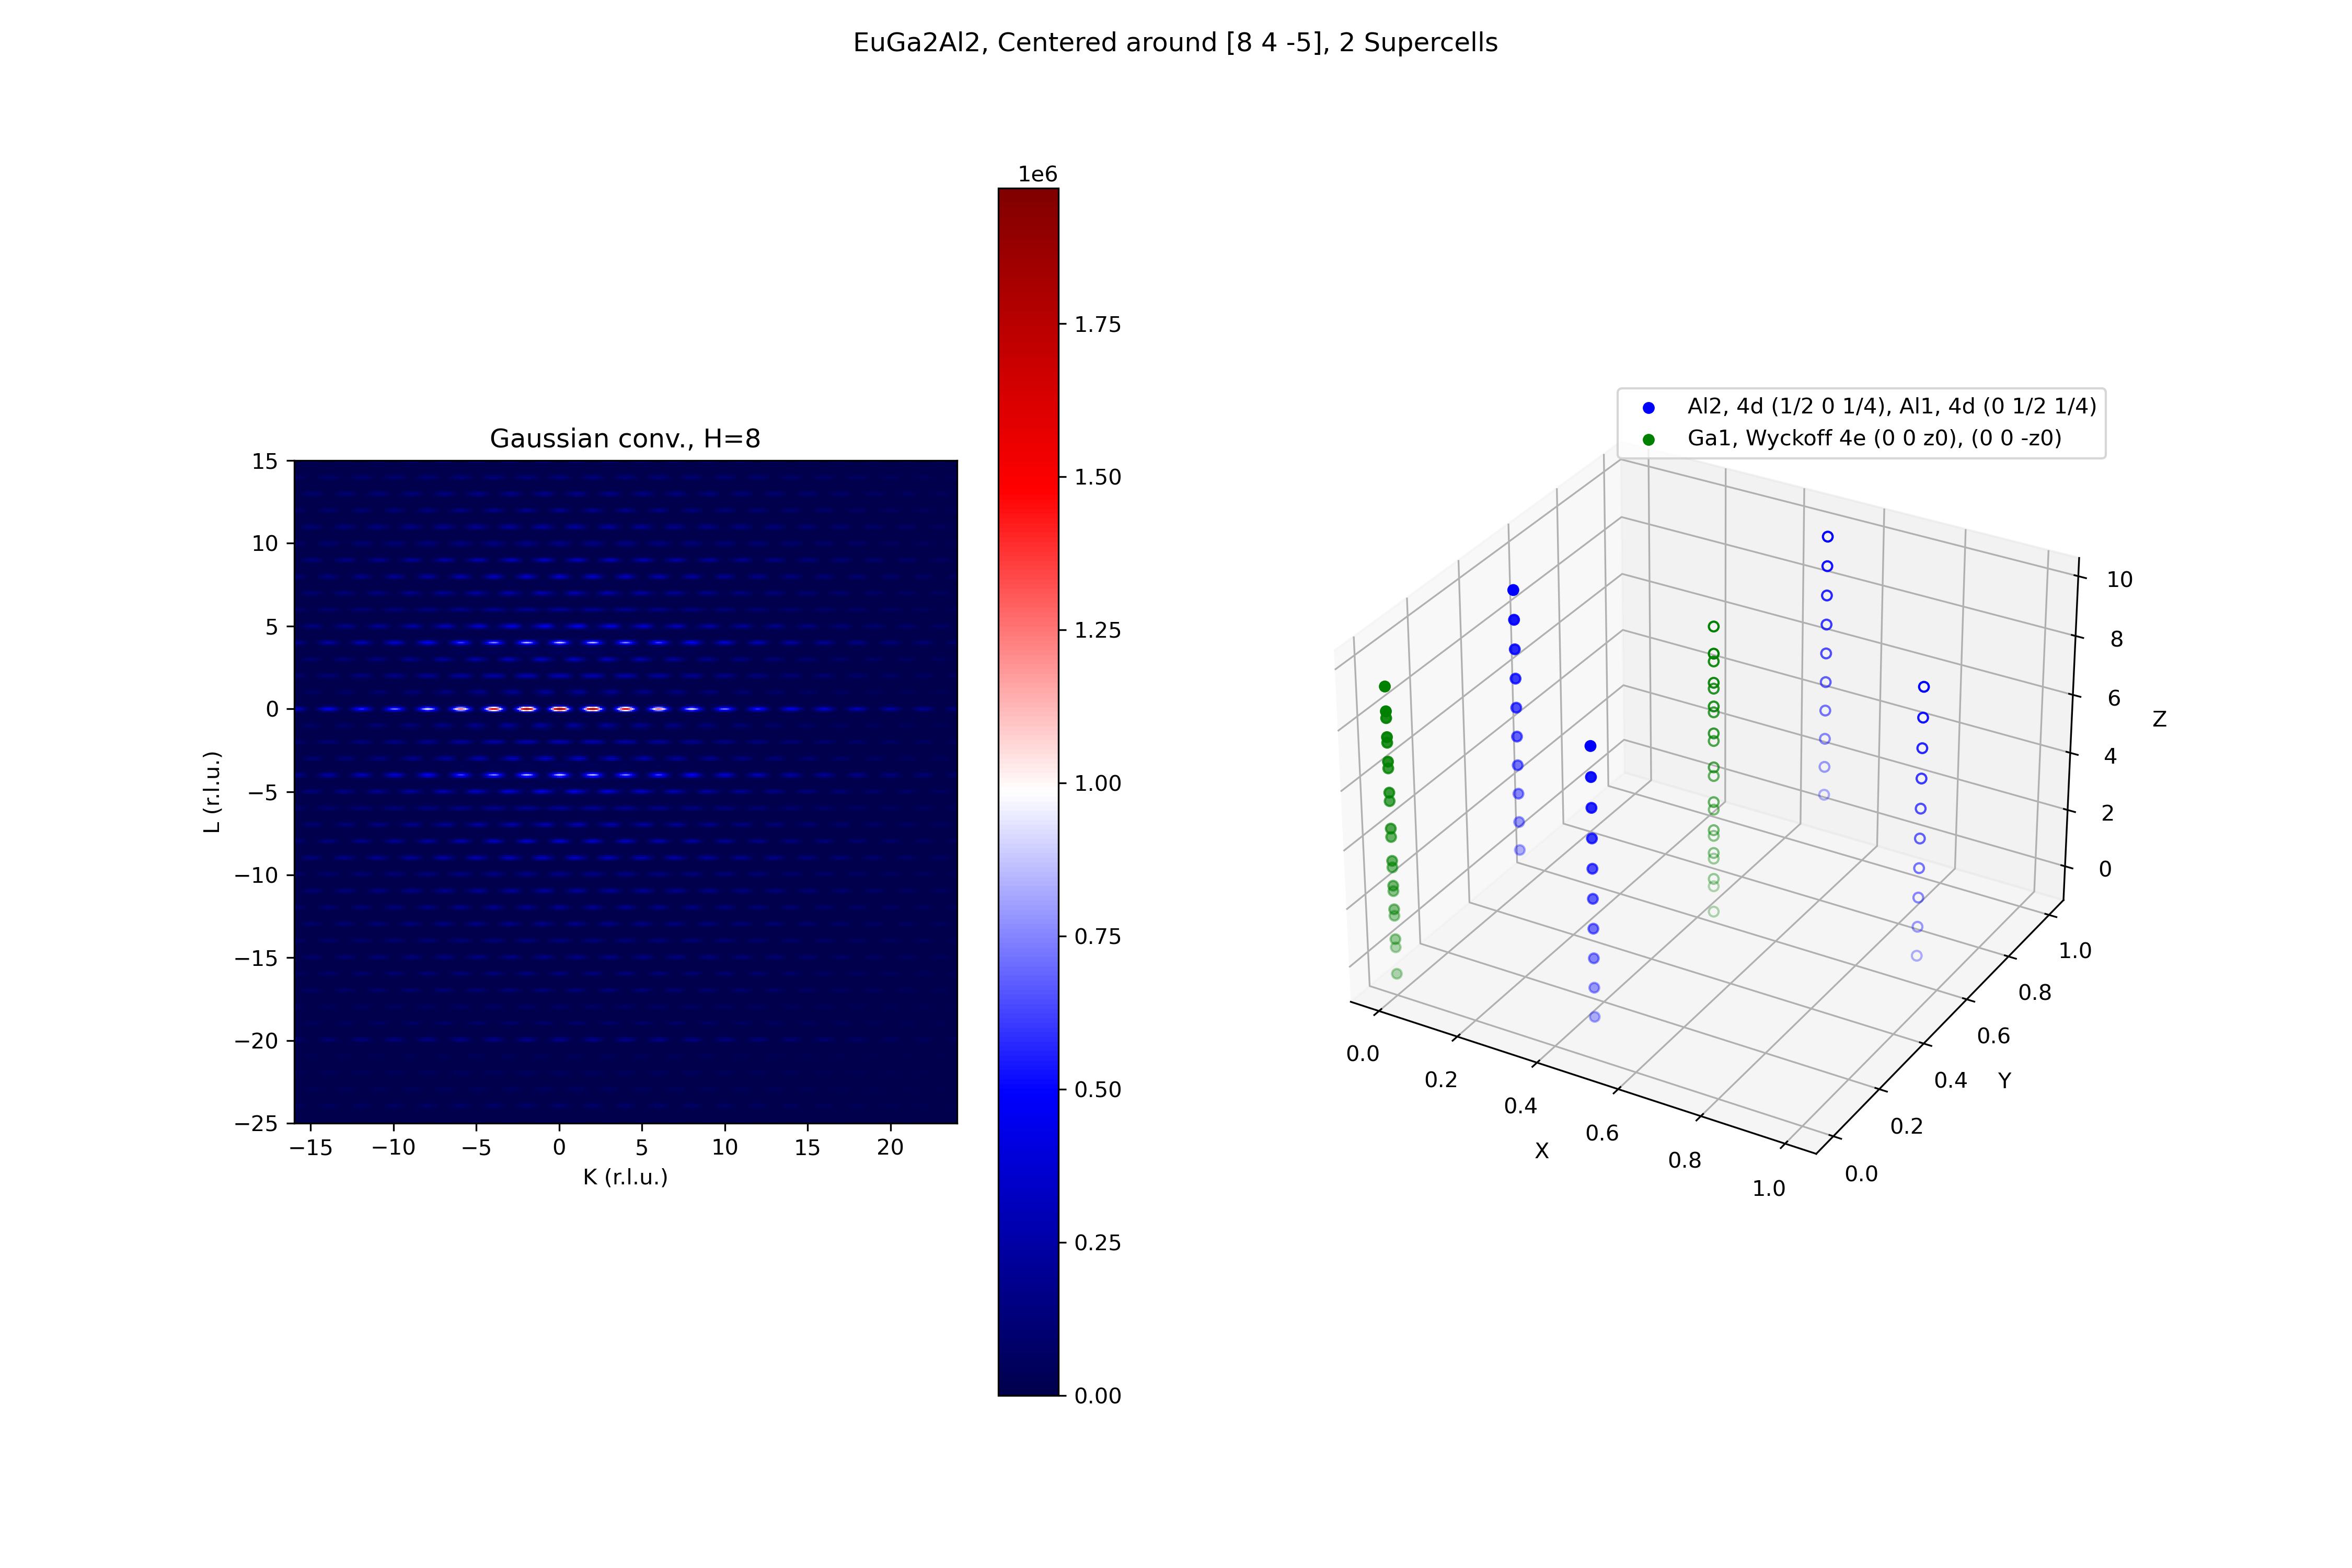 EuGa2Al2, Centered around [8 4 -5], 2 Supercells
Gaussian conv., H=8
15
10
5
0
−5
−10
−15
−20
−25
L (r.l.u.)
−15 −10 −5 0 5 10 15 20
K (r.l.u.)
1e6
1.75
1.50
1.25
1.00
0.75
0.50
0.25
0.00
Al2, 4d (1/2 0 1/4), Al1, 4d (0 1/2 1/4)
Ga1, Wyckoff 4e (0 0 z0), (0 0 -z0)
10
8
6
4
2
0
Z
0.0 0.2 0.4 0.6 0.8 1.0
X
0.0 0.2 0.4 0.6 0.8 1.0
Y